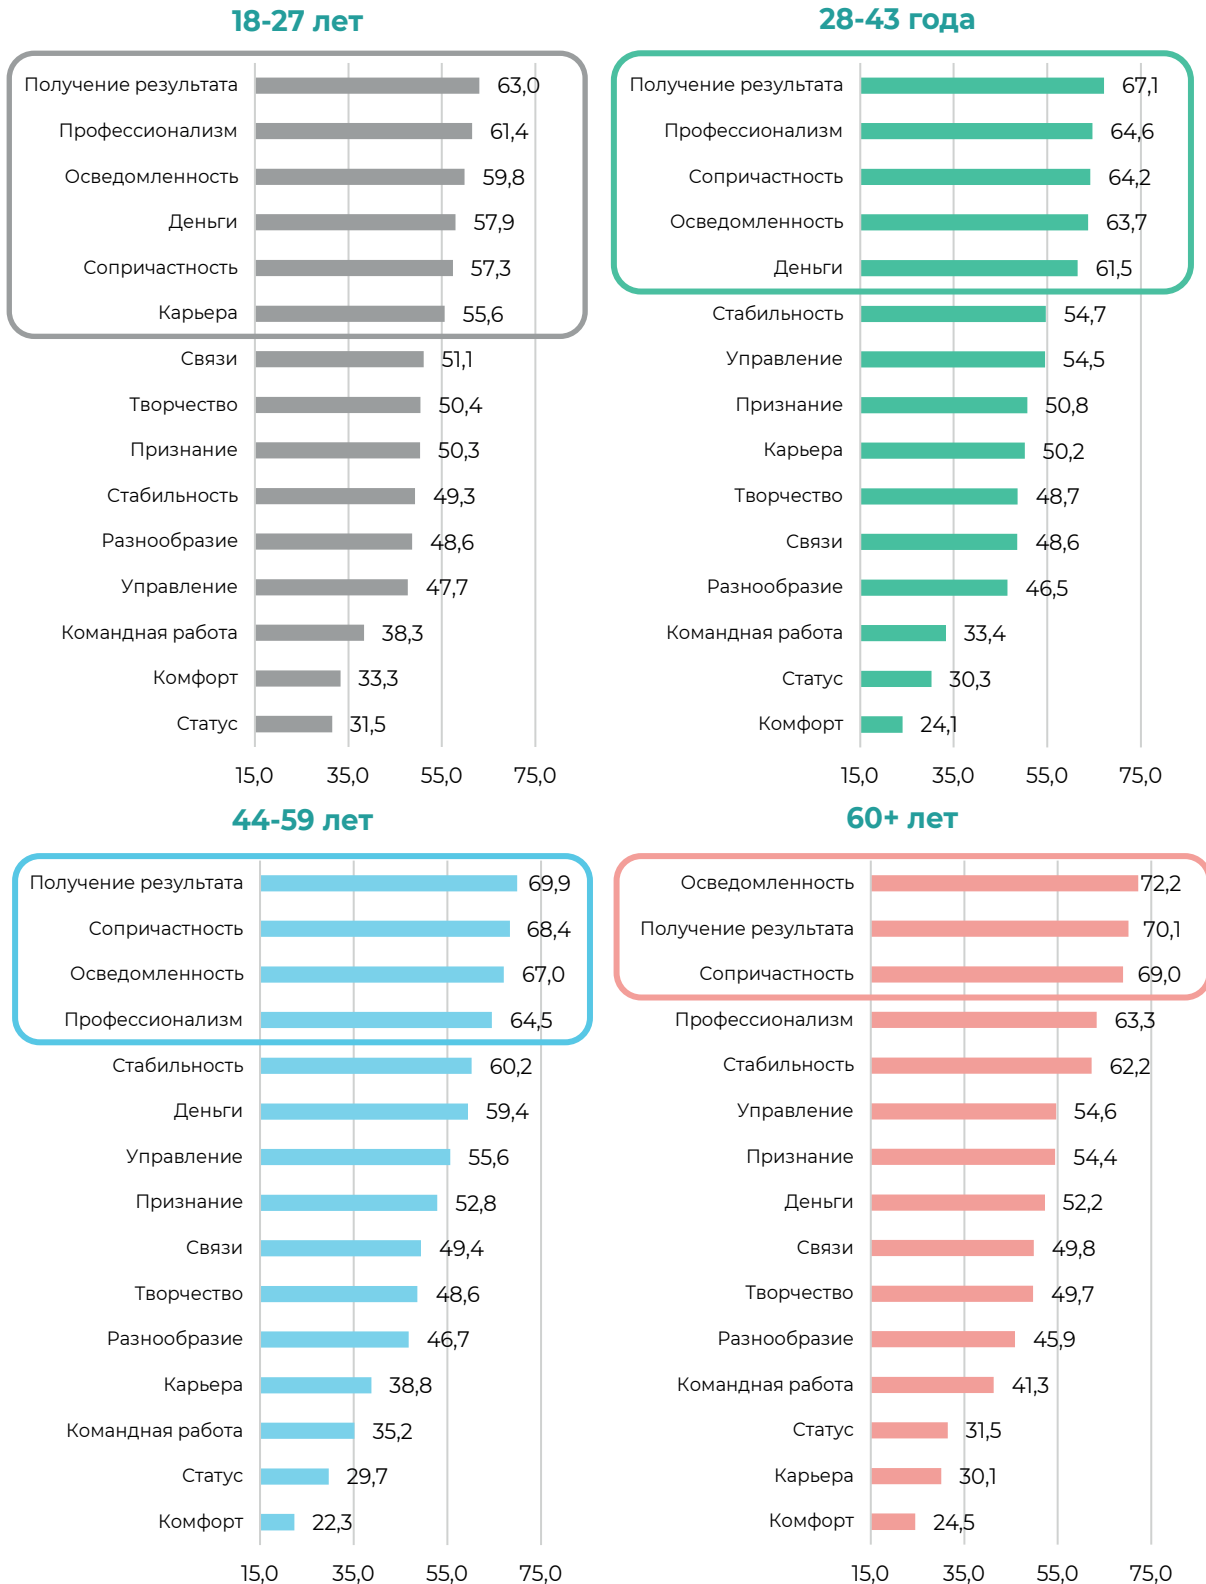 18-27 лет
Получение результата 63,0
Профессионализм 61,4
Осведомленность 59,8
Деньги 57,9
Сопричастность 57,3
Карьера 55,6
Связи 51,1
Творчество 50,4
Признание 50,3
Стабильность 49,3
Разнообразие 48,6
Управление 47,7
Командная работа 38,3
Комфорт 33,3
Статус 31,5
15,0 35,0 55,0 75,0
28-43 года
Получение результата 67,1
Профессионализм 64,6
Сопричастность 64,2
Осведомленность 63,7
Деньги 61,5
Стабильность 54,7
Управление 54,5
Признание 50,8
Карьера 50,2
Творчество 48,7
Связи 48,6
Разнообразие 46,5
Командная работа 33,4
Статус 30,3
Комфорт 24,1
15,0 35,0 55,0 75,0
44-59 лет
Получение результата 69,9
Сопричастность 68,4
Осведомленность 67,0
Профессионализм 64,5
Стабильность 60,2
Деньги 59,4
Управление 55,6
Признание 52,8
Связи 49,4
Творчество 48,6
Разнообразие 46,7
Карьера 38,8
Командная работа 35,2
Статус 29,7
Комфорт 22,3
15,0 35,0 55,0 75,0
60+ лет
Осведомленность 72,2
Получение результата 70,1
Сопричастность 69,0
Профессионализм 63,3
Стабильность 62,2
Управление 54,6
Признание 54,4
Деньги 52,2
Связи 49,8
Творчество 49,7
Разнообразие 45,9
Командная работа 41,3
Статус 31,5
Карьера 30,1
Комфорт 24,5
15,0 35,0 55,0 75,0